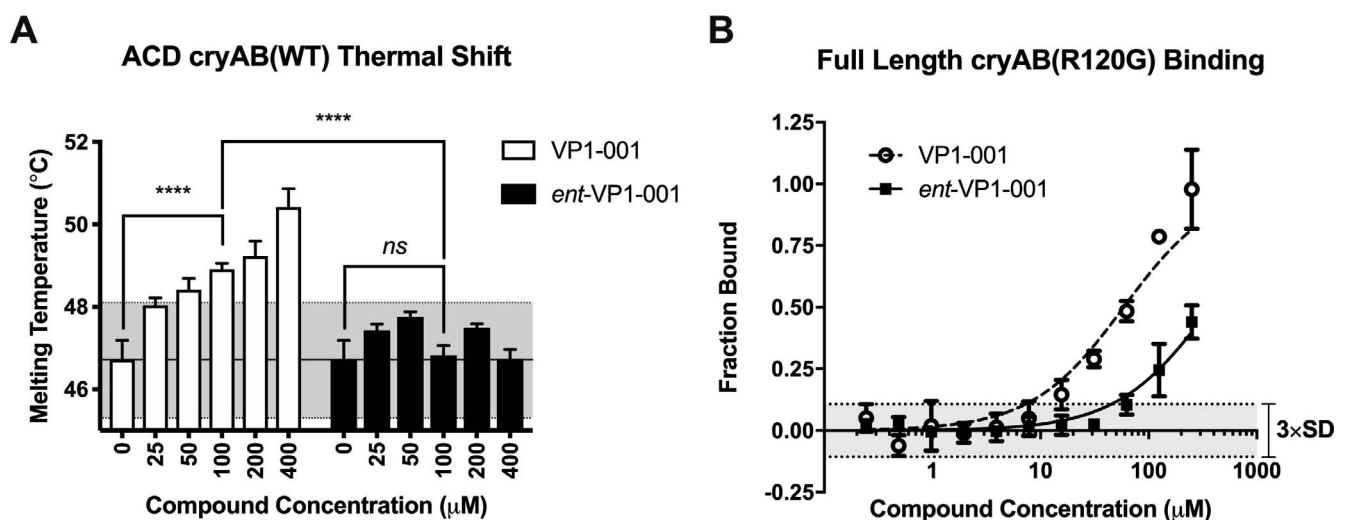 A
ACD cryAB(WT) Thermal Shift
Melting Temperature (°C)
52
50
48
46
****
****
ns
VP1-001
ent-VP1-001
0 25 50 100 200 400 0 25 50 100 200 400
Compound Concentration (μM)
B
Full Length cryAB(R120G) Binding
Fraction Bound
1.25
1.00
0.75
0.50
0.25
0.00
-0.25
VP1-001
ent-VP1-001
3×SD
1 10 100 1000
Compound Concentration (μM)